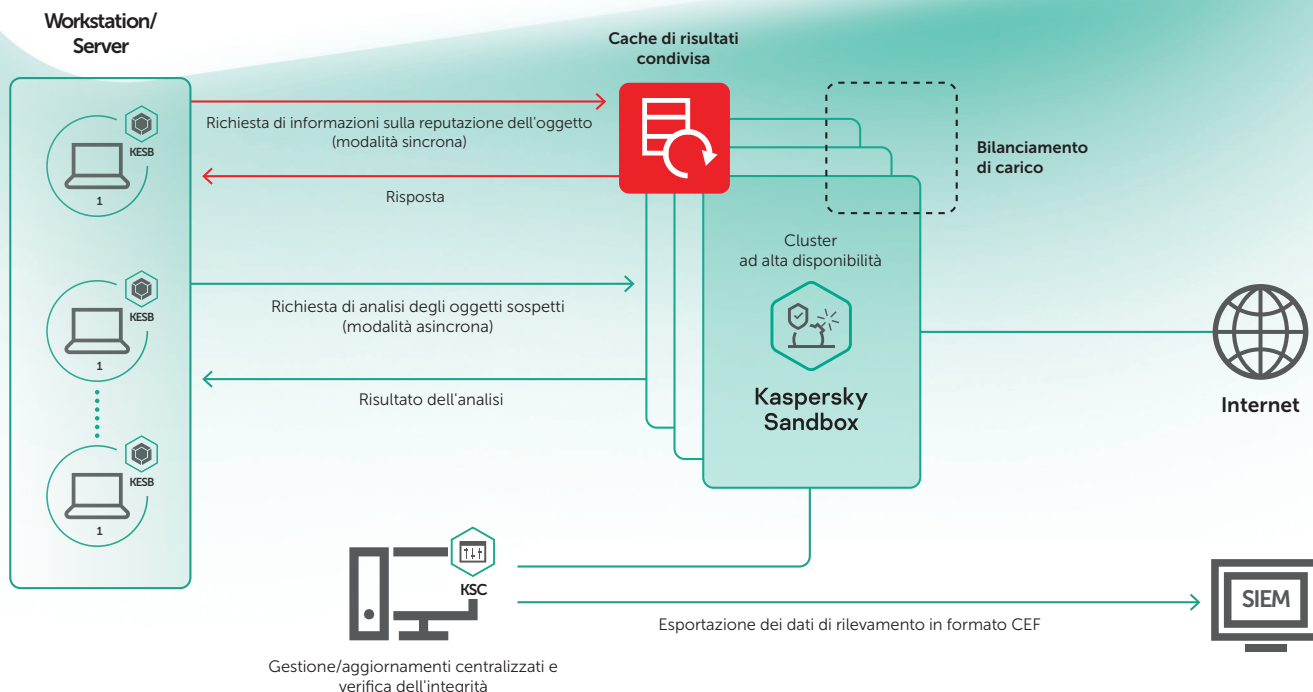 Workstation/
Server
Cache di risultati
condivisa
KESB
1
Richiesta di informazioni sulla reputazione dell'oggetto
(modalità sincrona)
Risposta
Bilanciamento
di carico
Cluster
ad alta disponibilità
KESB
1
Richiesta di analisi degli oggetti sospetti
(modalità asincrona)
Risultato dell'analisi
Kaspersky
Sandbox
Internet
KESB
1
KSC
SIEM
Esportazione dei dati di rilevamento in formato CEF
Gestione/aggiornamenti centralizzati e
verifica dell'integrità